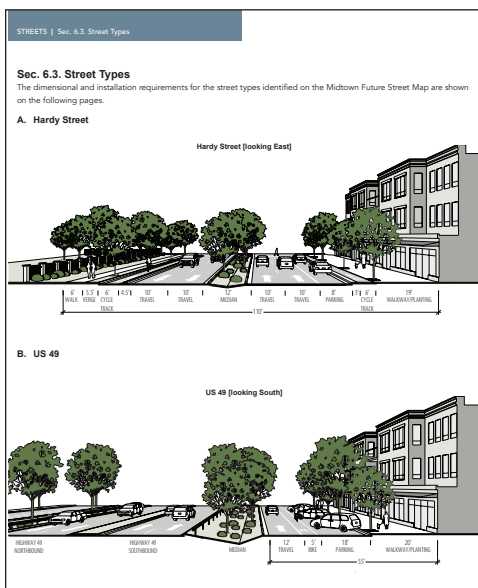 STREETS | Sec. 6.3. Street Types
Sec. 6.3. Street Types
The dimensional and installation requirements for the street types identified on the Midtown Future Street Map are shown
on the following pages.
A. Hardy Street
Hardy Street [looking East]
6' 5.5' 6' 4.5' 10' 10' 12' 10' 10' 8' 3' 6' 19'
WALK VERGE CYCLE TRAVEL TRAVEL MEDIAN TRAVEL TRAVEL PARKING CYCLE WALKWAY/PLANTING
TRACK TRACK
110'
B. US 49
US 49 [looking South]
HIGHWAY 49 HIGHWAY 49 MEDIAN 12' 5' 18' 20'
NORTHBOUND SOUTHBOUND TRAVEL BIKE PARKING WALKWAY/PLANTING
55'